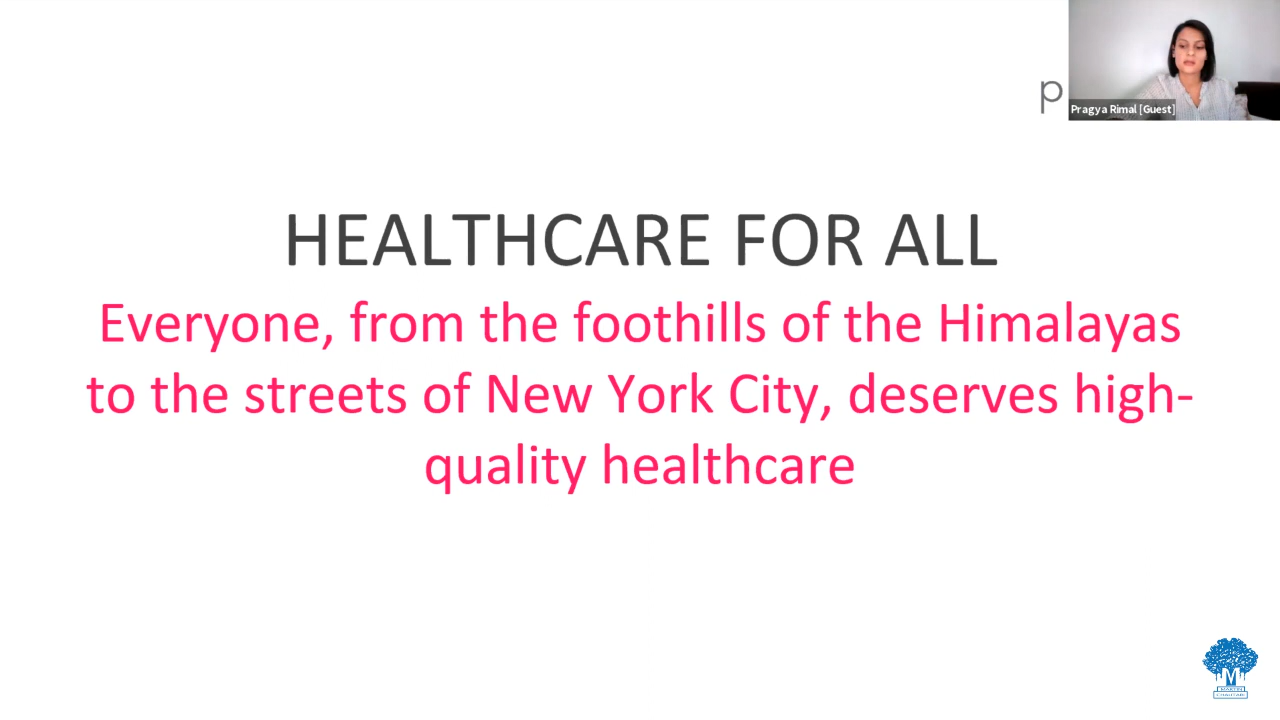 p
Pragya Rimal [Guest]
HEALTHCARE FOR ALL
Everyone, from the foothills of the Himalayas
to the streets of New York City, deserves high-
quality healthcare
M
MARTIN